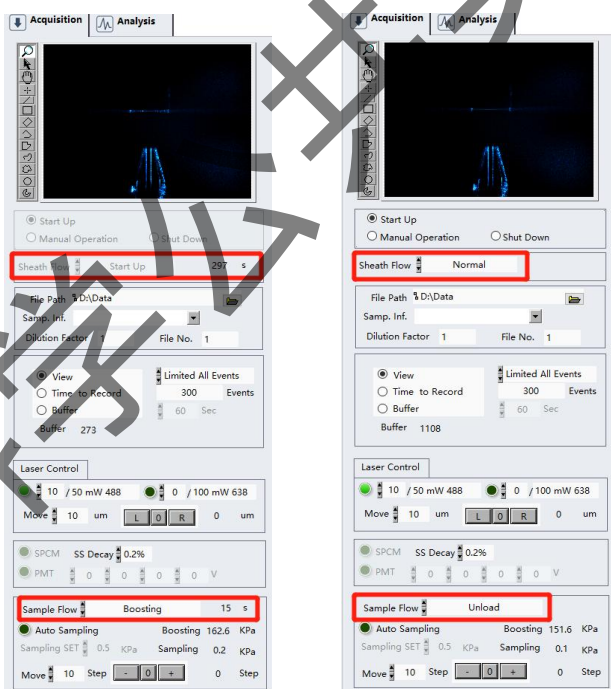 Acquisition Analysis
Start Up
Manual Operation Shut Down
Sheath Flow Start Up 297 s
File Path D:\Data
Samp. Inf.
Dilution Factor 1 File No. 1
View Limited All Events
Time to Record 300 Events
Buffer 60 Sec
Buffer 273
Laser Control
10 /50 mW 488 0 /100 mW 638
Move 10 um L 0 R 0 um
SPCM SS Decay 0.2%
PMT 0 0 0 0 V
Sample Flow Boosting 15 s
Auto Sampling Boosting 162.6 KPa
Sampling SET 0.5 KPa Sampling 0.2 KPa
Move 10 Step - 0 + 0 Step
Acquisition Analysis
Start Up
Manual Operation Shut Down
Sheath Flow Normal
File Path D:\Data
Samp. Inf.
Dilution Factor 1 File No. 1
View Limited All Events
Time to Record 300 Events
Buffer 60 Sec
Buffer 1108
Laser Control
10 /50 mW 488 0 /100 mW 638
Move 10 um L 0 R 0 um
SPCM SS Decay 0.2%
PMT 0 0 0 0 V
Sample Flow Unload
Auto Sampling Boosting 151.6 KPa
Sampling SET 0.5 KPa Sampling 0.1 KPa
Move 10 Step - 0 + 0 Step